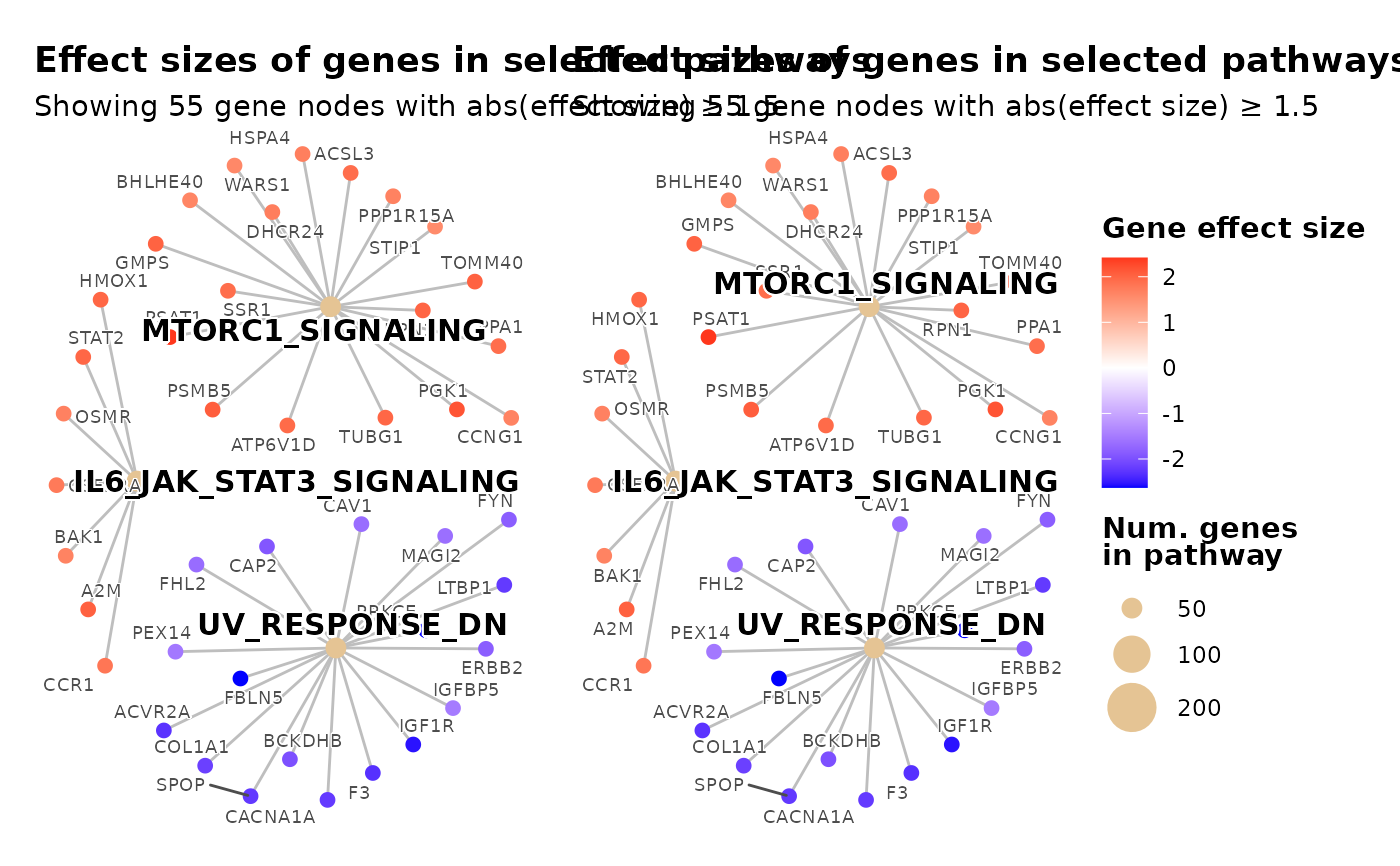 Effect sizes of genes in selected pathways
Effect sizes of genes in selected pathways
Showing 55 gene nodes with abs(effect size) ≥ 1.5
Showing 55 gene nodes with abs(effect size) ≥ 1.5
HSPA4
ACSL3
BHLHE40
WARS1
PPP1R15A
DHCR24
STIP1
GMPS
TOMM40
HMOX1
SSR1
PSAT1
MTORC1_SIGNALING
RPN1
PPA1
STAT2
PSMB5
PGK1
OSMR
ATP6V1D
TUBG1
CCNG1
IL6_JAK_STAT3_SIGNALING
CAV1
FYN
BAK1
CAP2
MAGI2
FHL2
LTBP1
A2M
PRKCE
UV_RESPONSE_DN
PEX14
ERBB2
CCR1
FBLN5
IGFBP5
ACVR2A
IGF1R
COL1A1
BCKDHB
SPOP
F3
CACNA1A
HSPA4
ACSL3
BHLHE40
WARS1
PPP1R15A
GMPS
DHCR24
STIP1
TOMM40
SSR1
MTORC1_SIGNALING
HMOX1
PSAT1
RPN1
PPA1
STAT2
PSMB5
PGK1
OSMR
ATP6V1D
TUBG1
CCNG1
IL6_JAK_STAT3_SIGNALING
CAV1
FYN
BAK1
CAP2
MAGI2
FHL2
LTBP1
PRKCE
A2M
UV_RESPONSE_DN
PEX14
ERBB2
CCR1
FBLN5
IGFBP5
ACVR2A
IGF1R
COL1A1
BCKDHB
SPOP
F3
CACNA1A
Gene effect size
2
1
0
-1
-2
Num. genes
in pathway
50
100
200